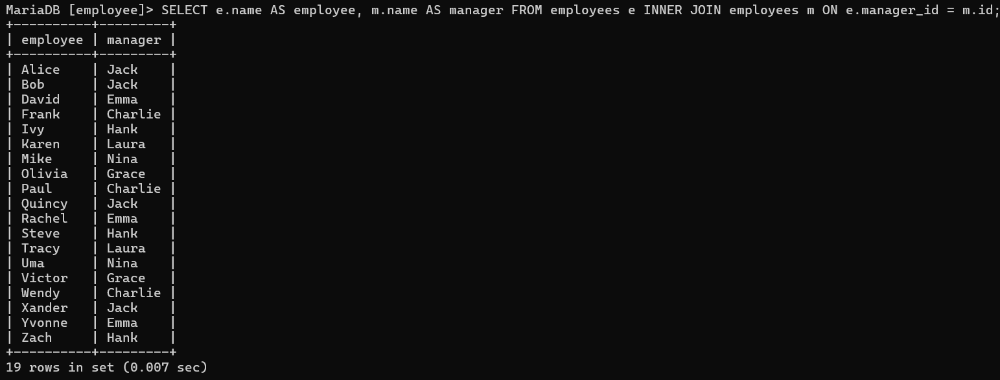 MariaDB [employee]> SELECT e.name AS employee, m.name AS manager FROM employees e INNER JOIN employees m ON e.manager_id = m.id;
+----------+---------+
| employee | manager |
+----------+---------+
| Alice    | Jack    |
| Bob      | Jack    |
| David    | Emma    |
| Frank    | Charlie |
| Ivy      | Hank    |
| Karen    | Laura   |
| Mike     | Nina    |
| Olivia   | Grace   |
| Paul     | Charlie |
| Quincy   | Jack    |
| Rachel   | Emma    |
| Steve    | Hank    |
| Tracy    | Laura   |
| Uma      | Nina    |
| Victor   | Grace   |
| Wendy    | Charlie |
| Xander   | Jack    |
| Yvonne   | Emma    |
| Zach     | Hank    |
+----------+---------+
19 rows in set (0.007 sec)